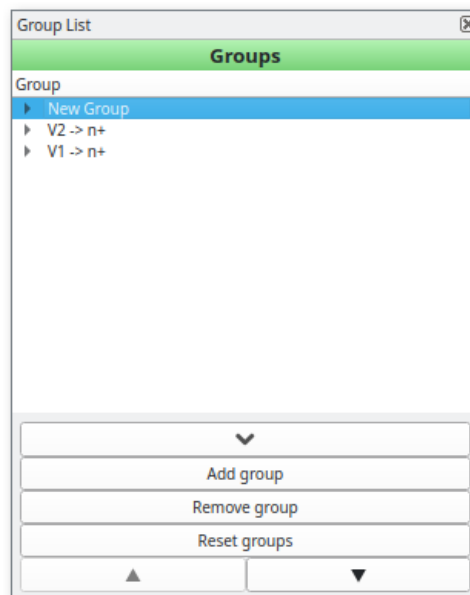 Group List
Groups
Group
New Group
V2 -> n+
V1 -> n+
Add group
Remove group
Reset groups